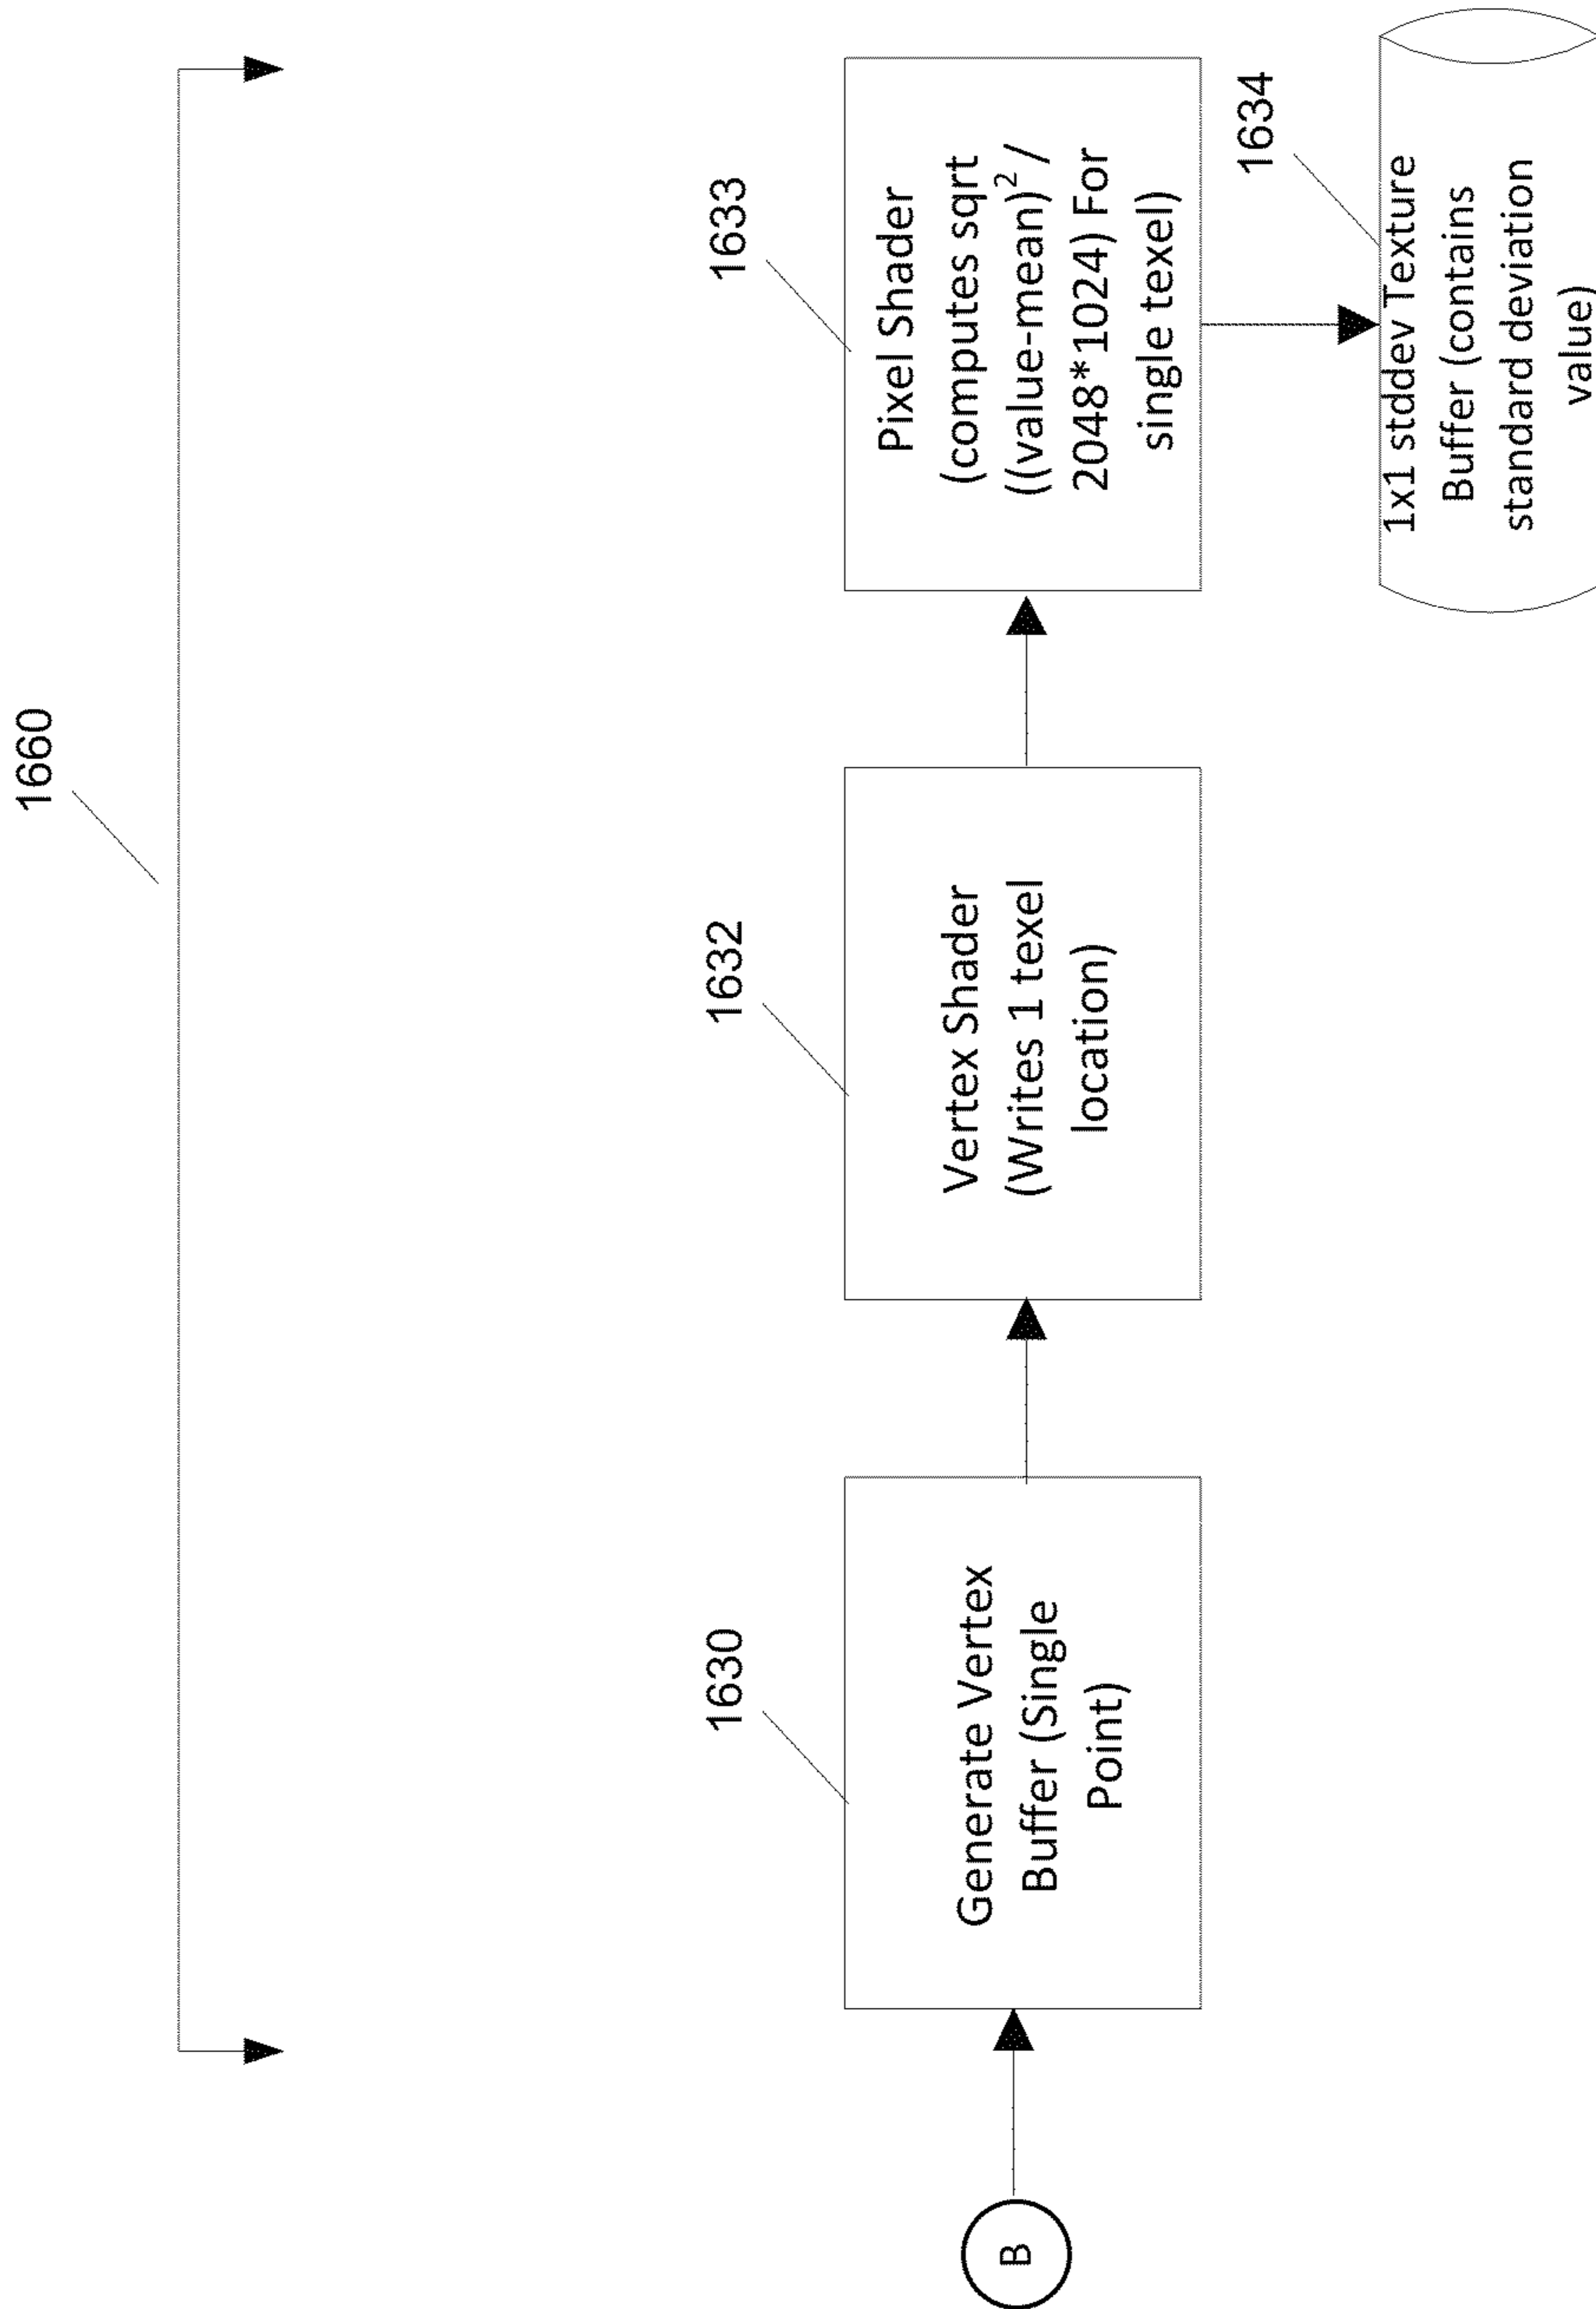 1660
B
1630
Generate Vertex
Buffer (Single
Point)
1632
Vertex Shader
(Writes 1 texel
location)
1633
Pixel Shader
(computes sqrt
((value-mean)² /
2048*1024) For
single texel)
1634
1x1 stddev Texture
Buffer (contains
standard deviation
value)